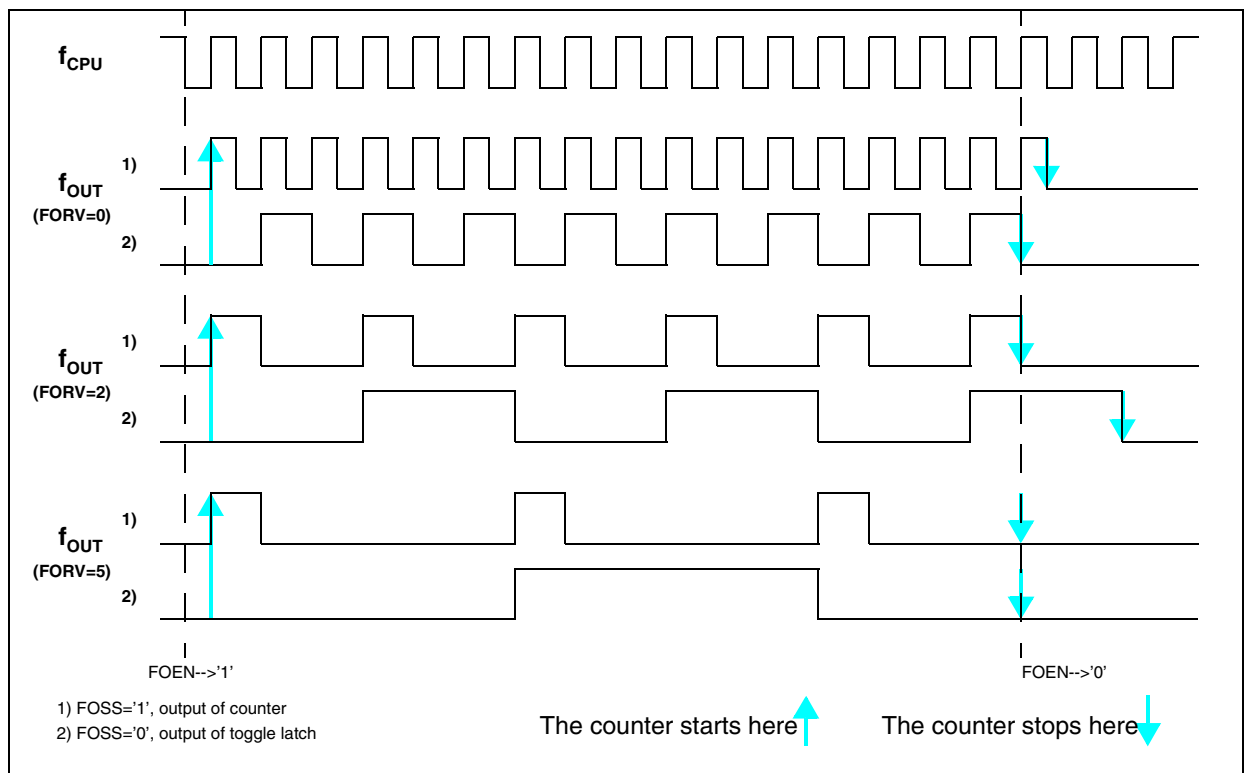 fCPU
1)
fOUT
(FORV=0)
2)
1)
fOUT
(FORV=2)
2)
1)
fOUT
(FORV=5)
2)
FOEN-->'1'
FOEN-->'0'
1) FOSS='1', output of counter
2) FOSS='0', output of toggle latch
The counter starts here
The counter stops here